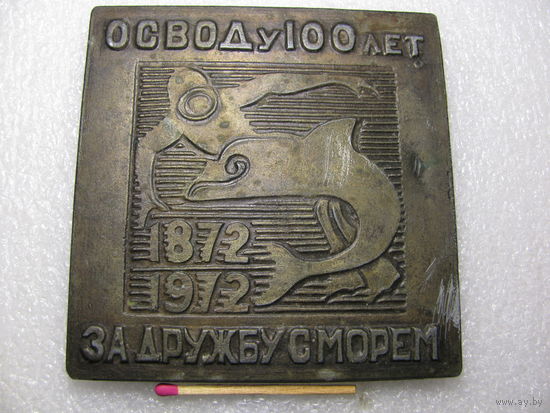 ОСВОДУ 100 ЛЕТ
1872
1972
ЗА ДРУЖБУ С МОРЕМ
www.ay.by